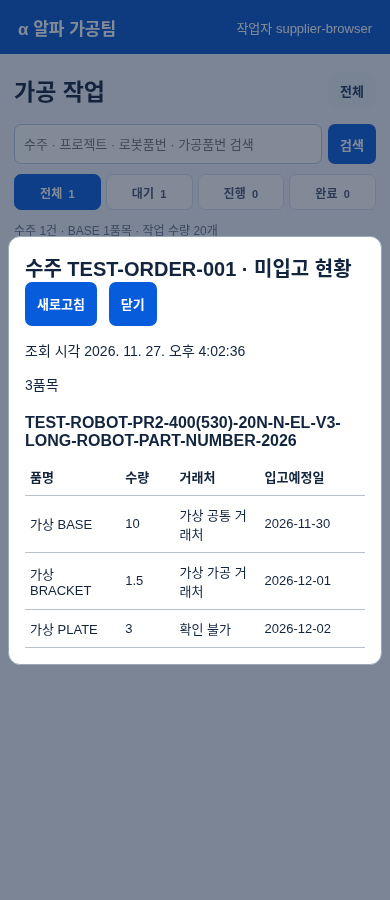 α 알파 가공팀
작업자 supplier-browser
가공 작업
전체
수주 · 프로젝트 · 로봇품번 · 가공품번 검색
검색
전체 1
대기 1
진행 0
완료 0
수주 1건 · BASE 1품목 · 작업 수량 20개
수주 TEST-ORDER-001 · 미입고 현황
새로고침
닫기
조회 시각 2026. 11. 27. 오후 4:02:36
3품목
TEST-ROBOT-PR2-400(530)-20N-N-EL-V3-
LONG-ROBOT-PART-NUMBER-2026
품명 수량 거래처 입고예정일
가상 BASE 10 가상 공통 거
래처 2026-11-30
가상
BRACKET 1.5 가상 가공 거
래처 2026-12-01
가상 PLATE 3 확인 불가 2026-12-02